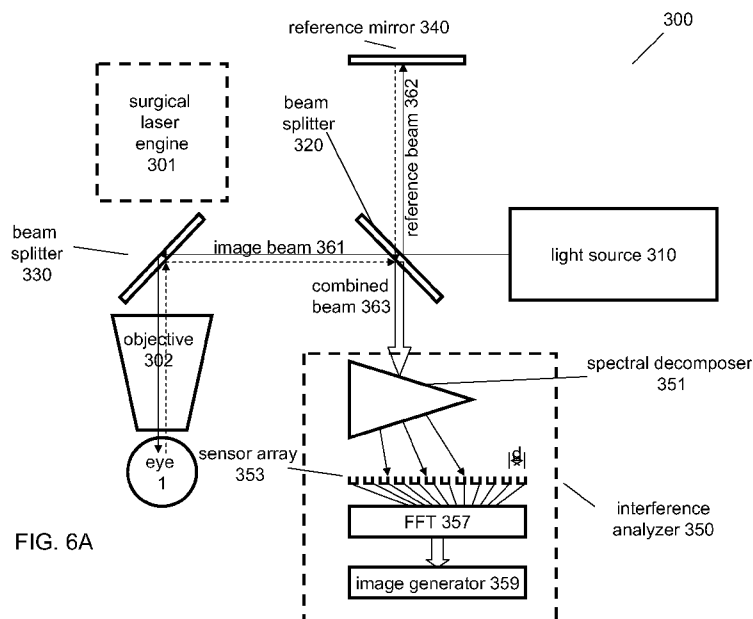 reference mirror 340
300
surgical
laser
engine
301
beam
splitter
320
reference beam 362
beam
splitter
330
image beam 361
light source 310
combined
beam 363
objective
302
spectral decomposer
351
eye
1
sensor array
353
d
FFT 357
interference
analyzer 350
image generator 359
FIG. 6A